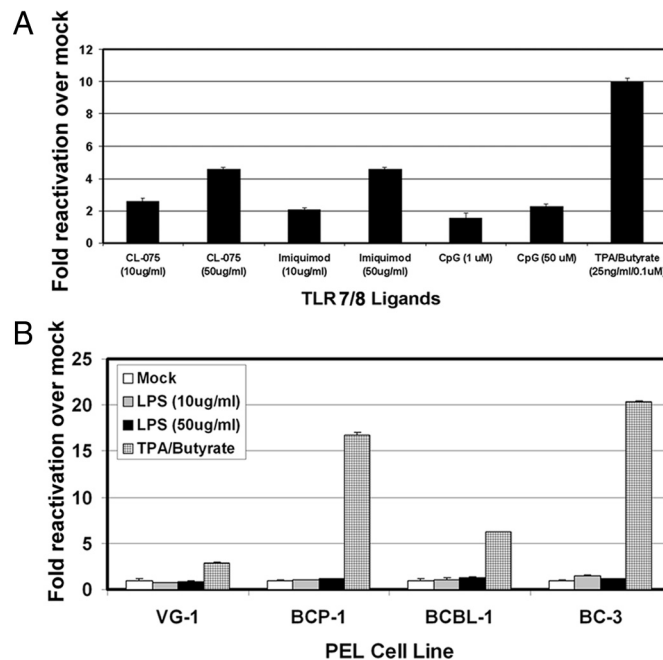 A
Fold reactivation over mock
12
10
8
6
4
2
0
CL-075
(10ug/ml)
CL-075
(50ug/ml)
Imiquimod
(10ug/ml)
Imiquimod
(50ug/ml)
CpG (1 uM)
CpG (50 uM)
TPA/Butyrate
(25ng/ml/0.1uM)
TLR 7/8 Ligands
B
Fold reactivation over mock
25
20
15
10
5
0
Mock
LPS (10ug/ml)
LPS (50ug/ml)
TPA/Butyrate
VG-1
BCP-1
BCBL-1
BC-3
PEL Cell Line